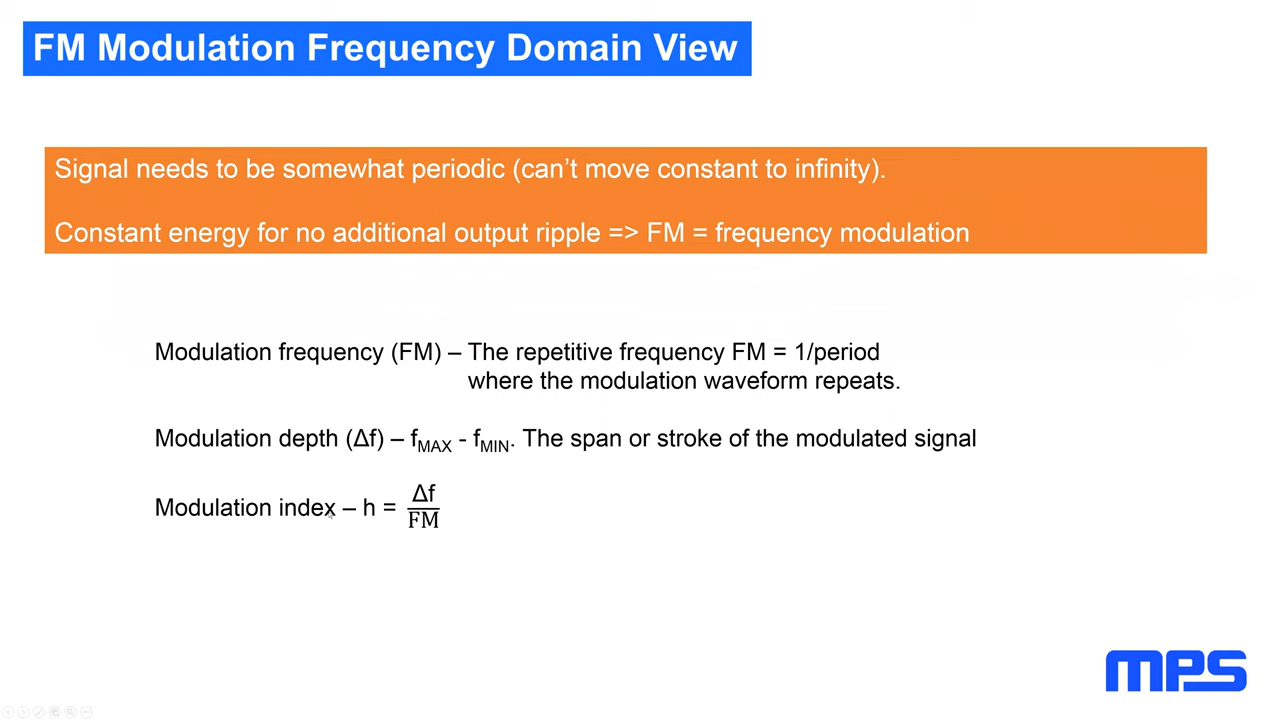 FM Modulation Frequency Domain View
Signal needs to be somewhat periodic (can't move constant to infinity).
Constant energy for no additional output ripple => FM = frequency modulation
Modulation frequency (FM) – The repetitive frequency FM = 1/period
where the modulation waveform repeats.
Modulation depth (Δf) – fMAX - fMIN. The span or stroke of the modulated signal
Modulation index – h = Δf/FM
mps